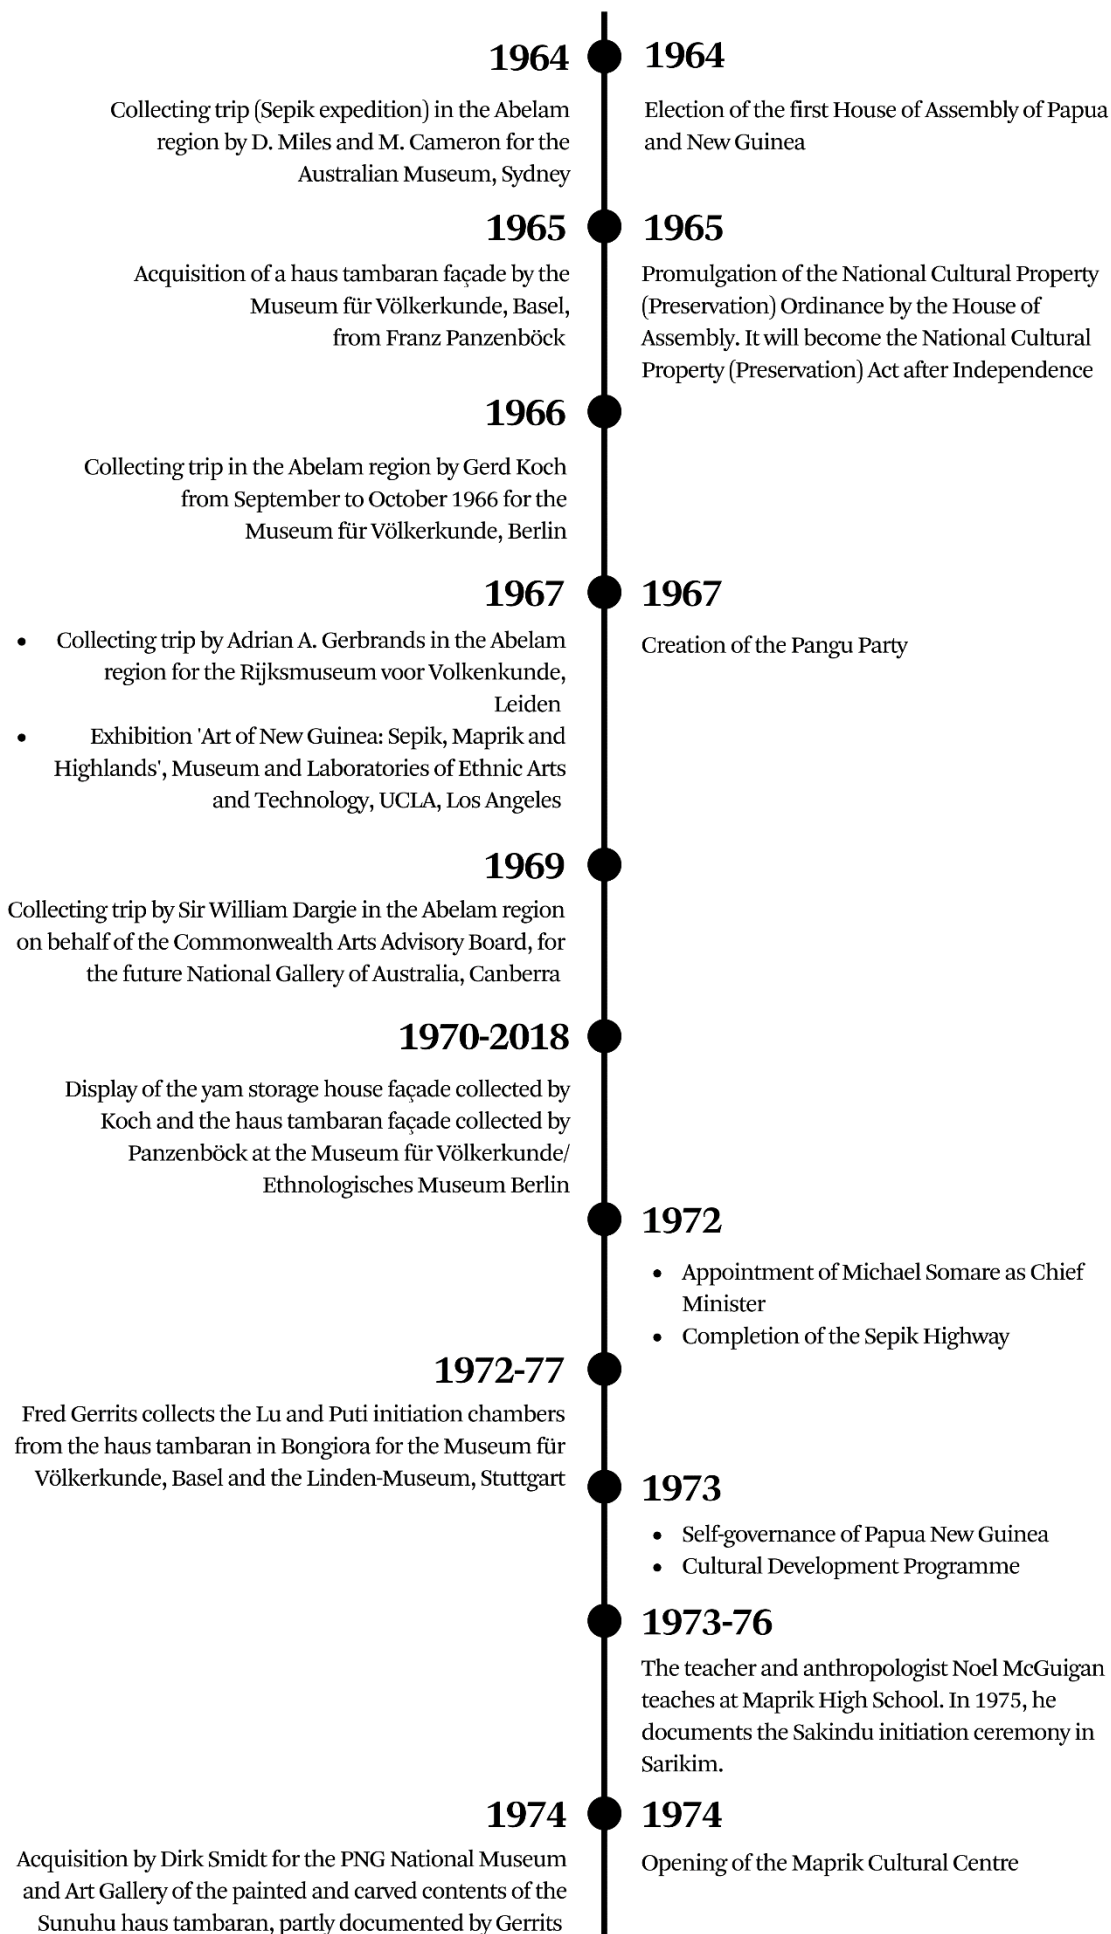 1964
Collecting trip (Sepik expedition) in the Abelam
region by D. Miles and M. Cameron for the
Australian Museum, Sydney
1964
Election of the first House of Assembly of Papua
and New Guinea
1965
Acquisition of a haus tambaran façade by the
Museum für Völkerkunde, Basel,
from Franz Panzenböck
1965
Promulgation of the National Cultural Property
(Preservation) Ordinance by the House of
Assembly. It will become the National Cultural
Property (Preservation) Act after Independence
1966
Collecting trip in the Abelam region by Gerd Koch
from September to October 1966 for the
Museum für Völkerkunde, Berlin
1967
• Collecting trip by Adrian A. Gerbrands in the Abelam
region for the Rijksmuseum voor Volkenkunde,
Leiden
• Exhibition 'Art of New Guinea: Sepik, Maprik and
Highlands', Museum and Laboratories of Ethnic Arts
and Technology, UCLA, Los Angeles
1967
Creation of the Pangu Party
1969
Collecting trip by Sir William Dargie in the Abelam region
on behalf of the Commonwealth Arts Advisory Board, for
the future National Gallery of Australia, Canberra
1970-2018
Display of the yam storage house façade collected by
Koch and the haus tambaran façade collected by
Panzenböck at the Museum für Völkerkunde/
Ethnologisches Museum Berlin
1972
• Appointment of Michael Somare as Chief
Minister
• Completion of the Sepik Highway
1972-77
Fred Gerrits collects the Lu and Puti initiation chambers
from the haus tambaran in Bongiora for the Museum für
Völkerkunde, Basel and the Linden-Museum, Stuttgart
1973
• Self-governance of Papua New Guinea
• Cultural Development Programme
1973-76
The teacher and anthropologist Noel McGuigan
teaches at Maprik High School. In 1975, he
documents the Sakindu initiation ceremony in
Sarikim.
1974
Acquisition by Dirk Smidt for the PNG National Museum
and Art Gallery of the painted and carved contents of the
Sunuhu haus tambaran, partly documented by Gerrits
1974
Opening of the Maprik Cultural Centre